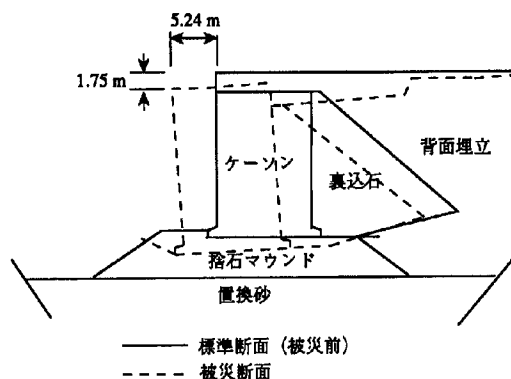 5.24 m
1.75 m
ケーソン
背面埋立
裏込石
捨石マウンド
置換砂
標準断面（被災前）
被災断面